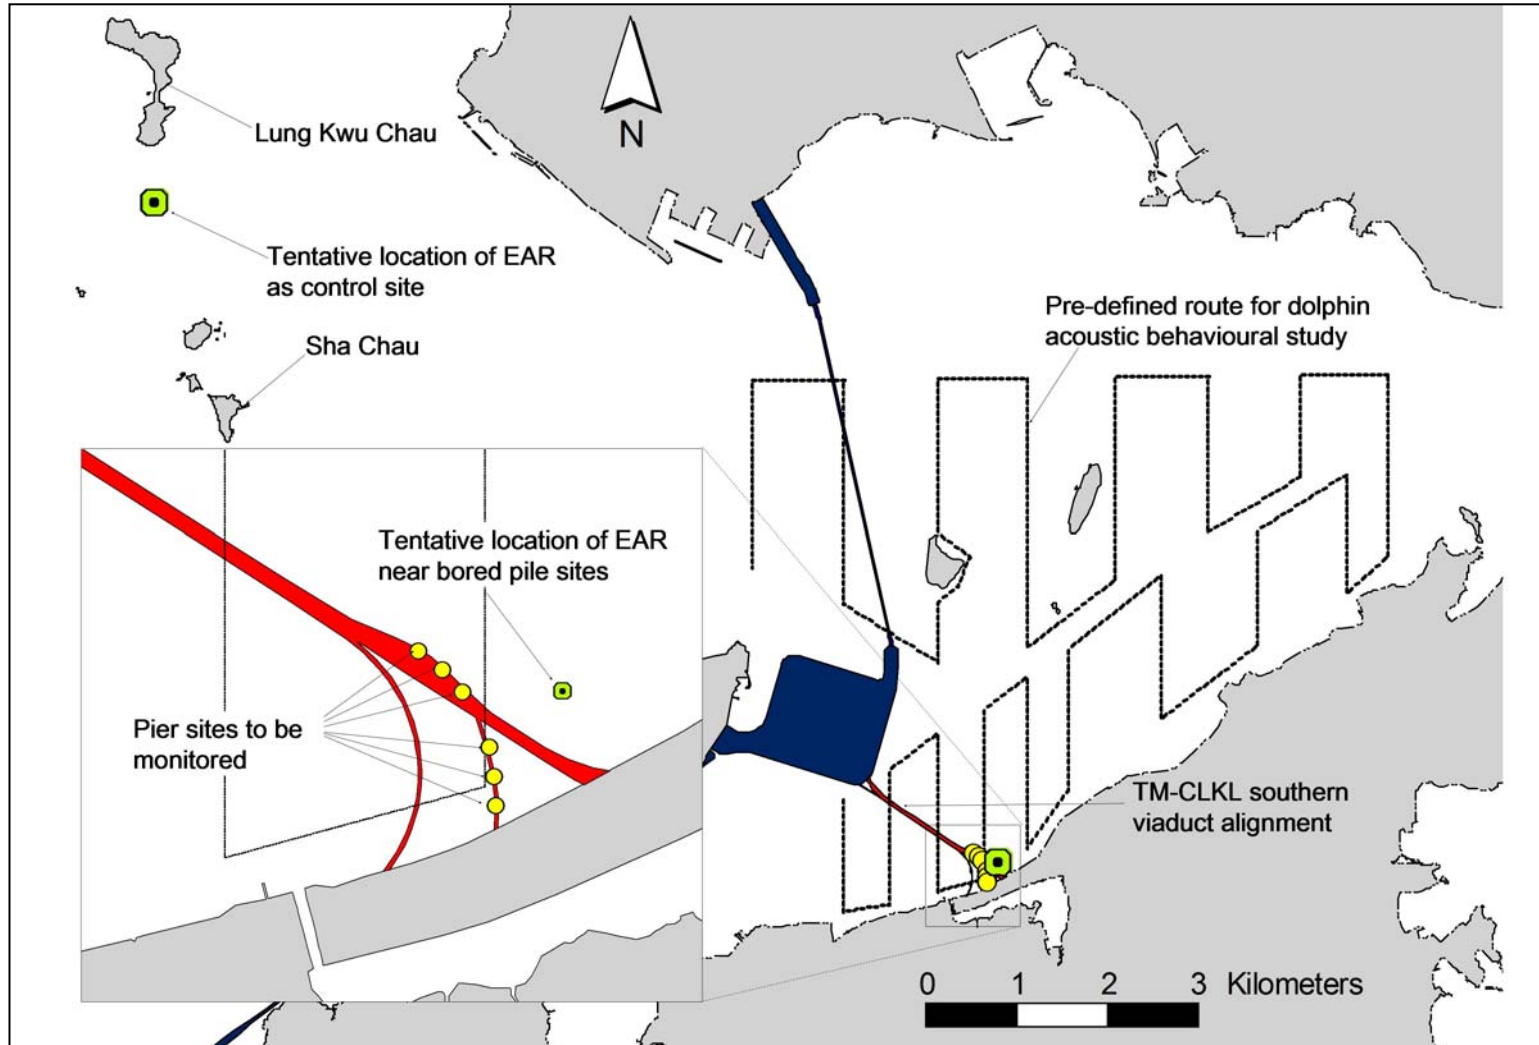 Lung Kwu Chau
N
Tentative location of EAR
as control site
Sha Chau
Pre-defined route for dolphin
acoustic behavioural study
Tentative location of EAR
near bored pile sites
Pier sites to be
monitored
TM-CLKL southern
viaduct alignment
0 1 2 3 Kilometers